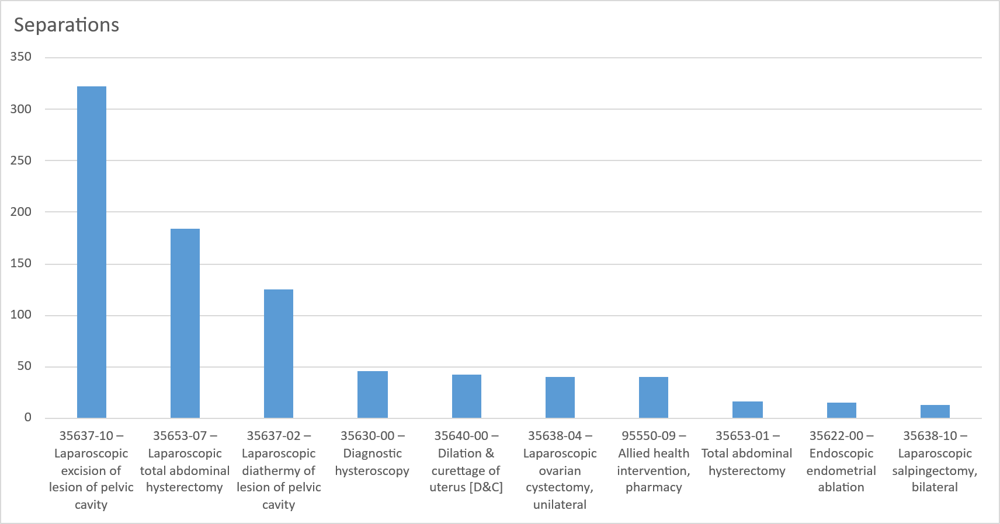 Separations
350
300
250
200
150
100
50
0
35637-10 –
Laparoscopic
excision of
lesion of pelvic
cavity
35653-07 –
Laparoscopic
total abdominal
hysterectomy
35637-02 –
Laparoscopic
diathermy of
lesion of pelvic
cavity
35630-00 –
Diagnostic
hysteroscopy
35640-00 –
Dilation &
curettage of
uterus [D&C]
35638-04 –
Laparoscopic
ovarian
cystectomy,
unilateral
95550-09 –
Allied health
intervention,
pharmacy
35653-01 –
Total abdominal
hysterectomy
35622-00 –
Endoscopic
endometrial
ablation
35638-10 –
Laparoscopic
salpingectomy,
bilateral